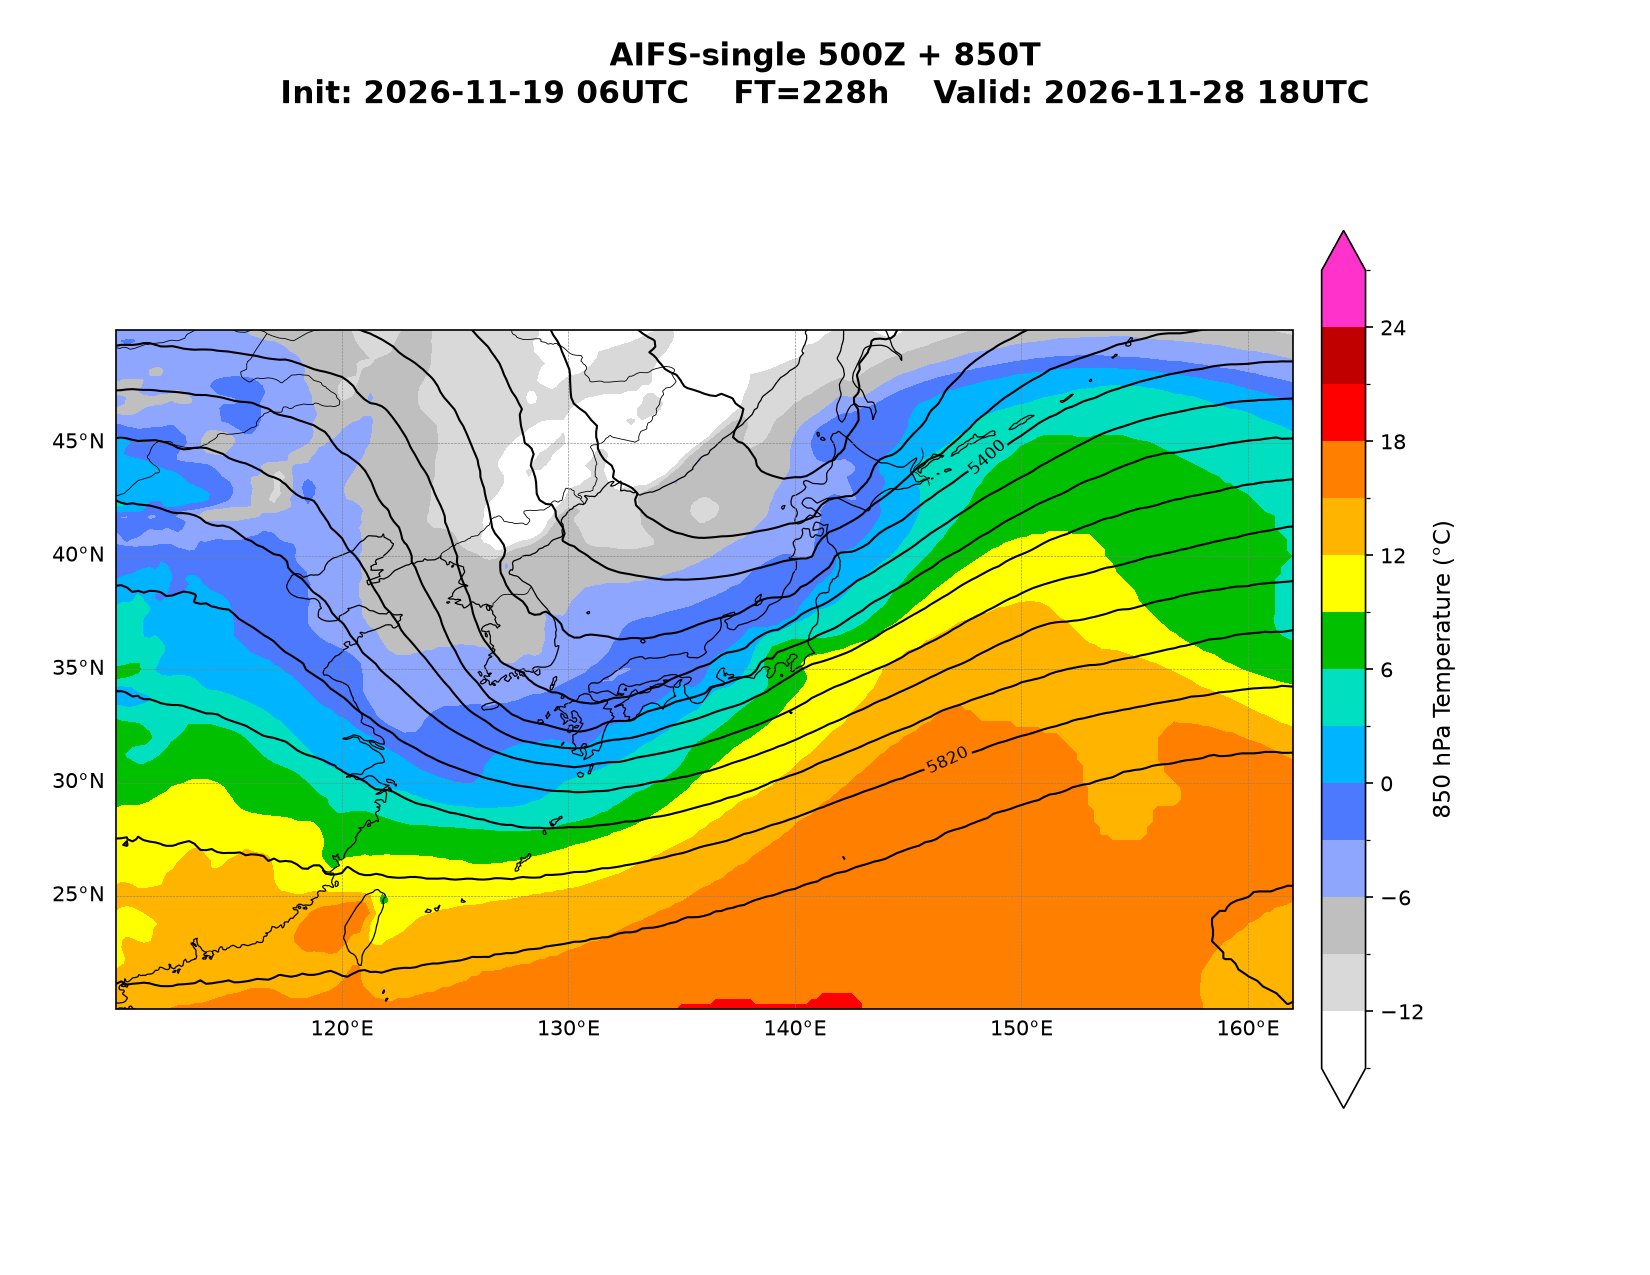 AIFS-single 500Z + 850T
Init: 2026-11-19 06UTC    FT=228h    Valid: 2026-11-28 18UTC
45°N
40°N
35°N
30°N
25°N
120°E
130°E
140°E
150°E
160°E
5400
5820
24
18
12
6
0
−6
−12
850 hPa Temperature (°C)